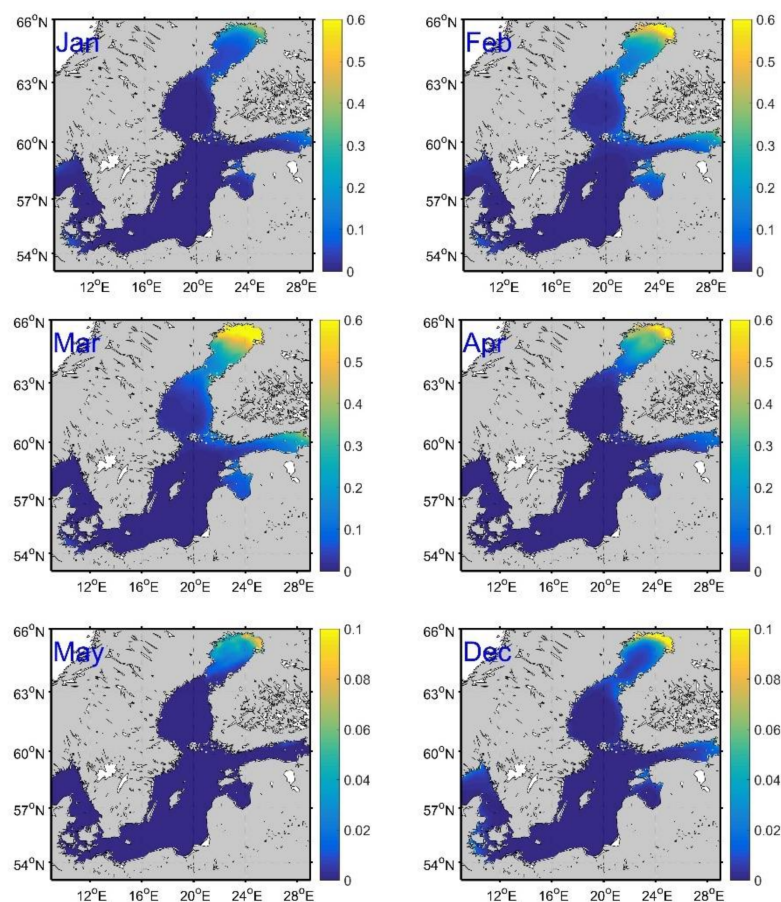 66°N 0.6 66°N 0.6
Jan Feb
0.5 0.5
63°N 63°N
0.4 0.4
60°N 0.3 60°N 0.3
0.2 0.2
57°N 57°N
0.1 0.1
54°N 54°N
0 0
12°E 16°E 20°E 24°E 28°E 12°E 16°E 20°E 24°E 28°E
66°N 0.6 66°N 0.6
Mar Apr
0.5 0.5
63°N 63°N
0.4 0.4
60°N 0.3 60°N 0.3
0.2 0.2
57°N 57°N
0.1 0.1
54°N 54°N
0 0
12°E 16°E 20°E 24°E 28°E 12°E 16°E 20°E 24°E 28°E
66°N 0.1 66°N 0.1
May Dec
0.08 0.08
63°N 63°N
0.06 0.06
60°N 60°N
0.04 0.04
57°N 57°N
0.02 0.02
54°N 54°N
0 0
12°E 16°E 20°E 24°E 28°E 12°E 16°E 20°E 24°E 28°E